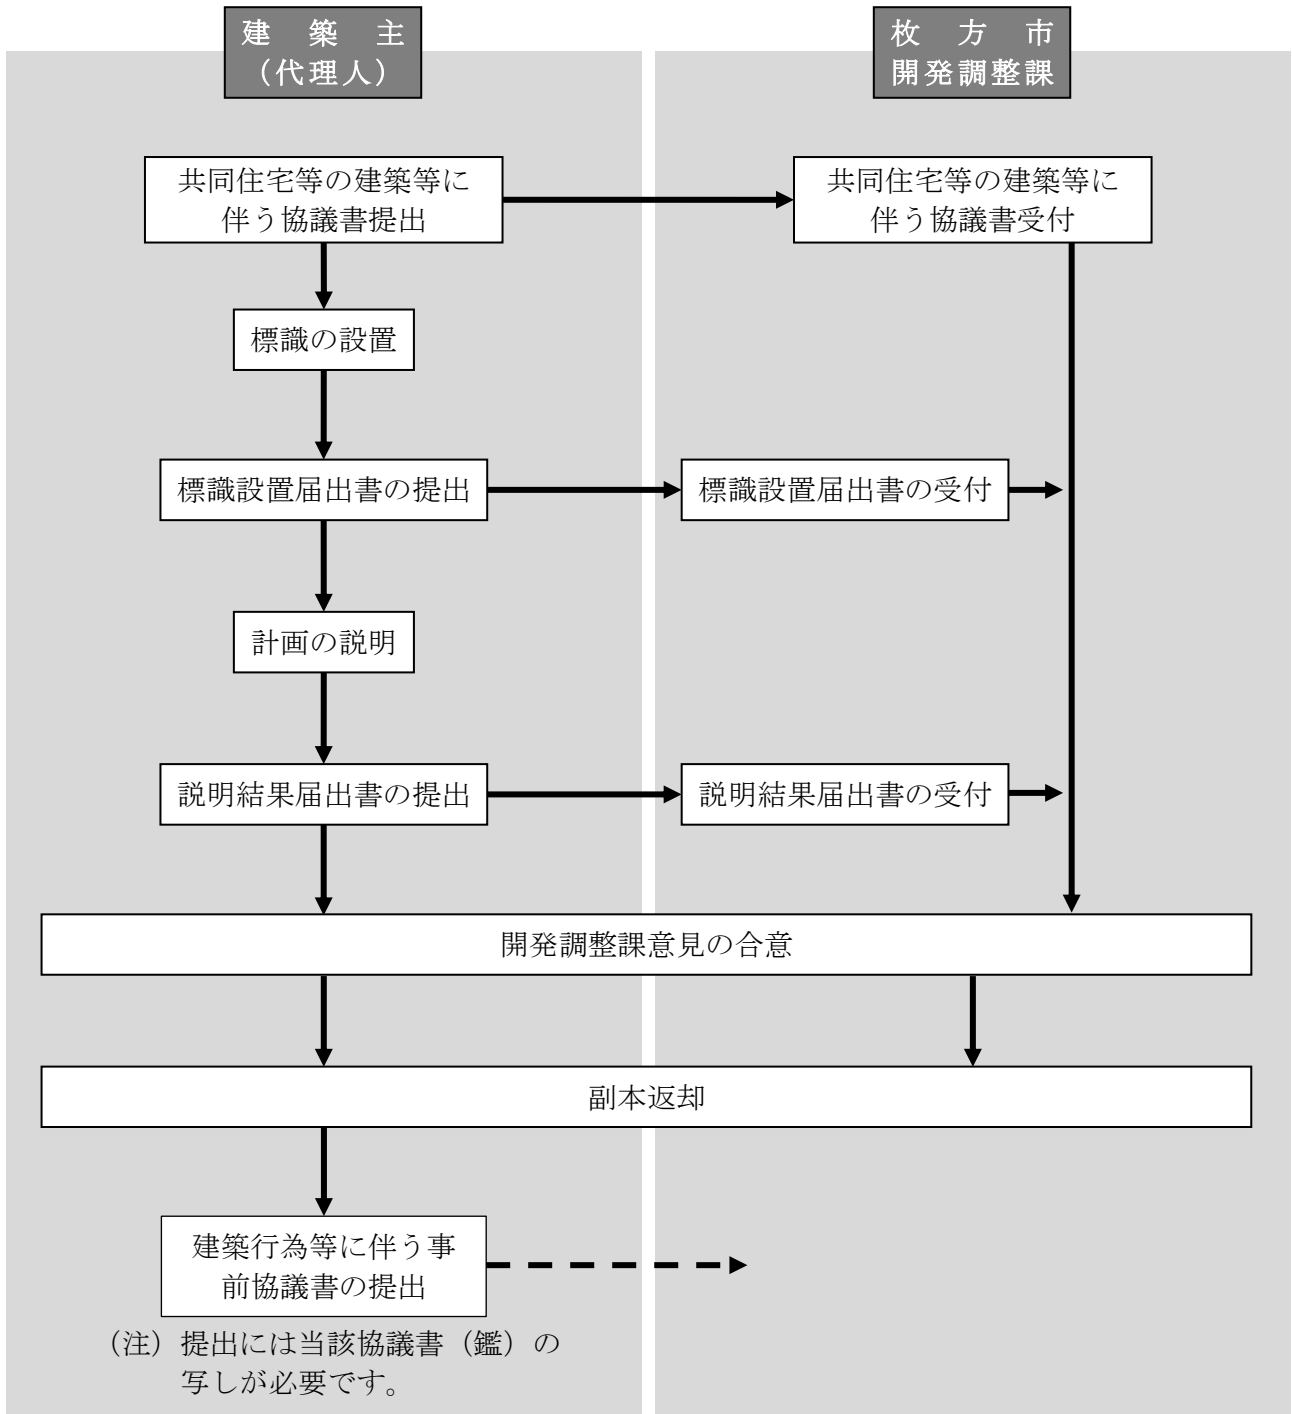 建築主
（代理人）
枚方市
開発調整課
共同住宅等の建築等に
伴う協議書提出
共同住宅等の建築等に
伴う協議書受付
標識の設置
標識設置届出書の提出
標識設置届出書の受付
計画の説明
説明結果届出書の提出
説明結果届出書の受付
開発調整課意見の合意
副本返却
建築行為等に伴う事
前協議書の提出
（注）提出には当該協議書（鑑）の
写しが必要です。